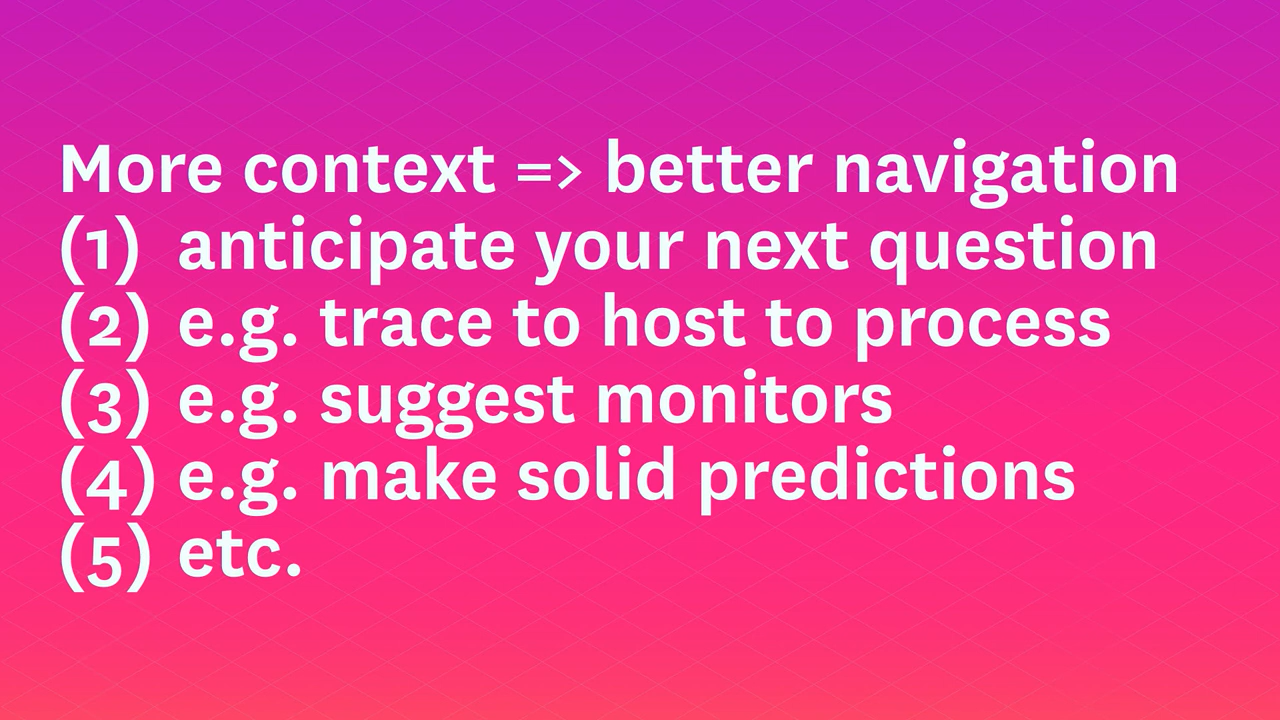 More context => better navigation
(1) anticipate your next question
(2) e.g. trace to host to process
(3) e.g. suggest monitors
(4) e.g. make solid predictions
(5) etc.